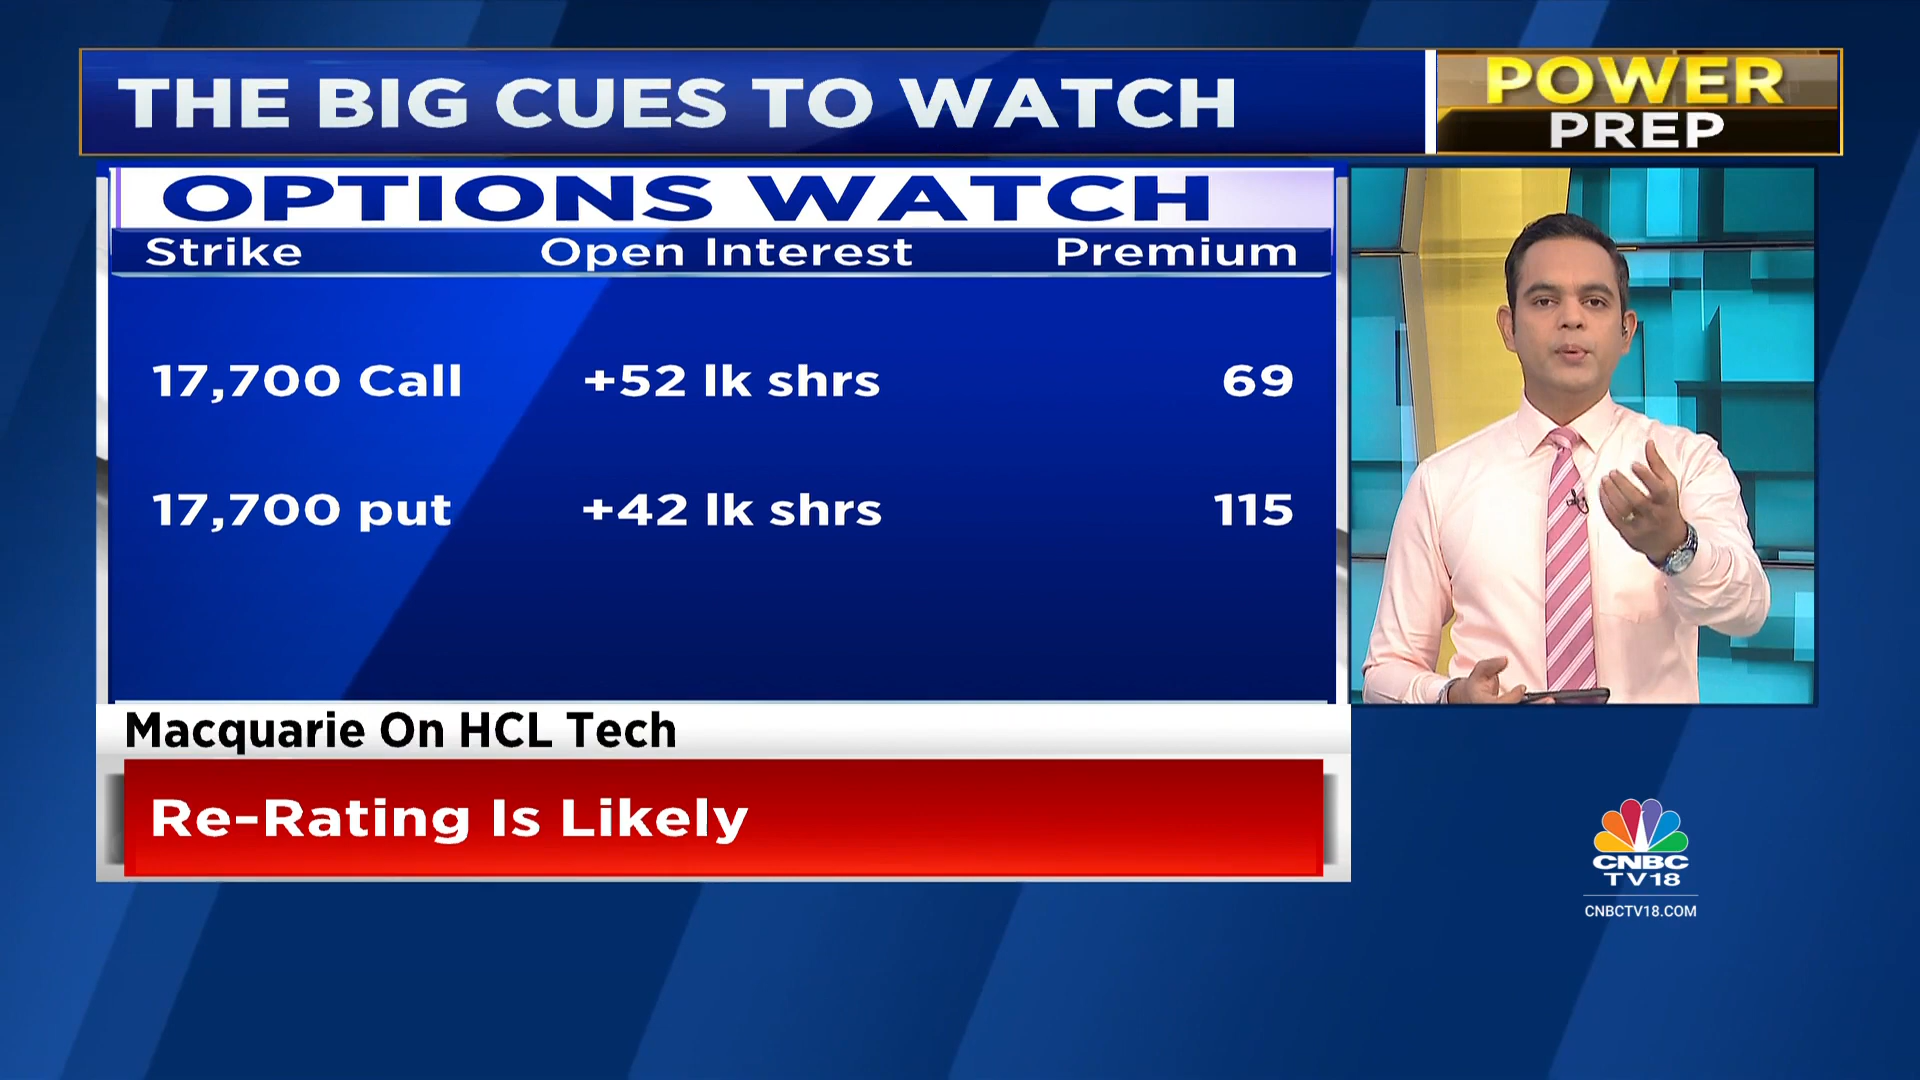 THE BIG CUES TO WATCH
POWER
PREP
OPTIONS WATCH
Strike Open Interest Premium
17,700 Call +52 lk shrs 69
17,700 put +42 lk shrs 115
Macquarie On HCL Tech
Re-Rating Is Likely
CNBC
TV18
CNBCTV18.COM